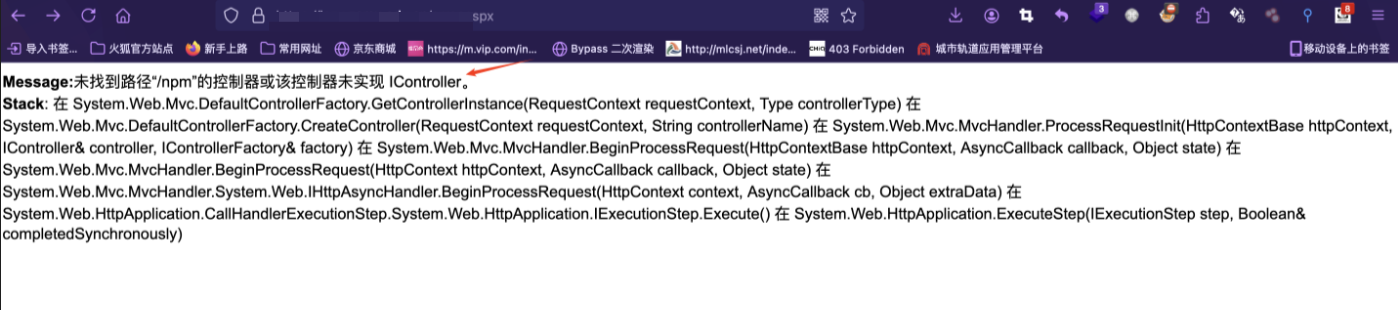 spx
3
8
导入书签...
火狐官方站点
新手上路
常用网址
京东商城
https://m.vip.com/in...
Bypass 二次渲染
http://mlcsj.net/inde...
403 Forbidden
城市轨道应用管理平台
移动设备上的书签
Message:未找到路径“/npm”的控制器或该控制器未实现 IController。
Stack: 在 System.Web.Mvc.DefaultControllerFactory.GetControllerInstance(RequestContext requestContext, Type controllerType) 在
System.Web.Mvc.DefaultControllerFactory.CreateController(RequestContext requestContext, String controllerName) 在 System.Web.Mvc.MvcHandler.ProcessRequestInit(HttpContextBase httpContext,
IController& controller, IControllerFactory& factory) 在 System.Web.Mvc.MvcHandler.BeginProcessRequest(HttpContextBase httpContext, AsyncCallback callback, Object state) 在
System.Web.Mvc.MvcHandler.BeginProcessRequest(HttpContext httpContext, AsyncCallback callback, Object state) 在
System.Web.Mvc.MvcHandler.System.Web.IHttpAsyncHandler.BeginProcessRequest(HttpContext context, AsyncCallback cb, Object extraData) 在
System.Web.HttpApplication.CallHandlerExecutionStep.System.Web.HttpApplication.IExecutionStep.Execute() 在 System.Web.HttpApplication.ExecuteStep(IExecutionStep step, Boolean&
completedSynchronously)